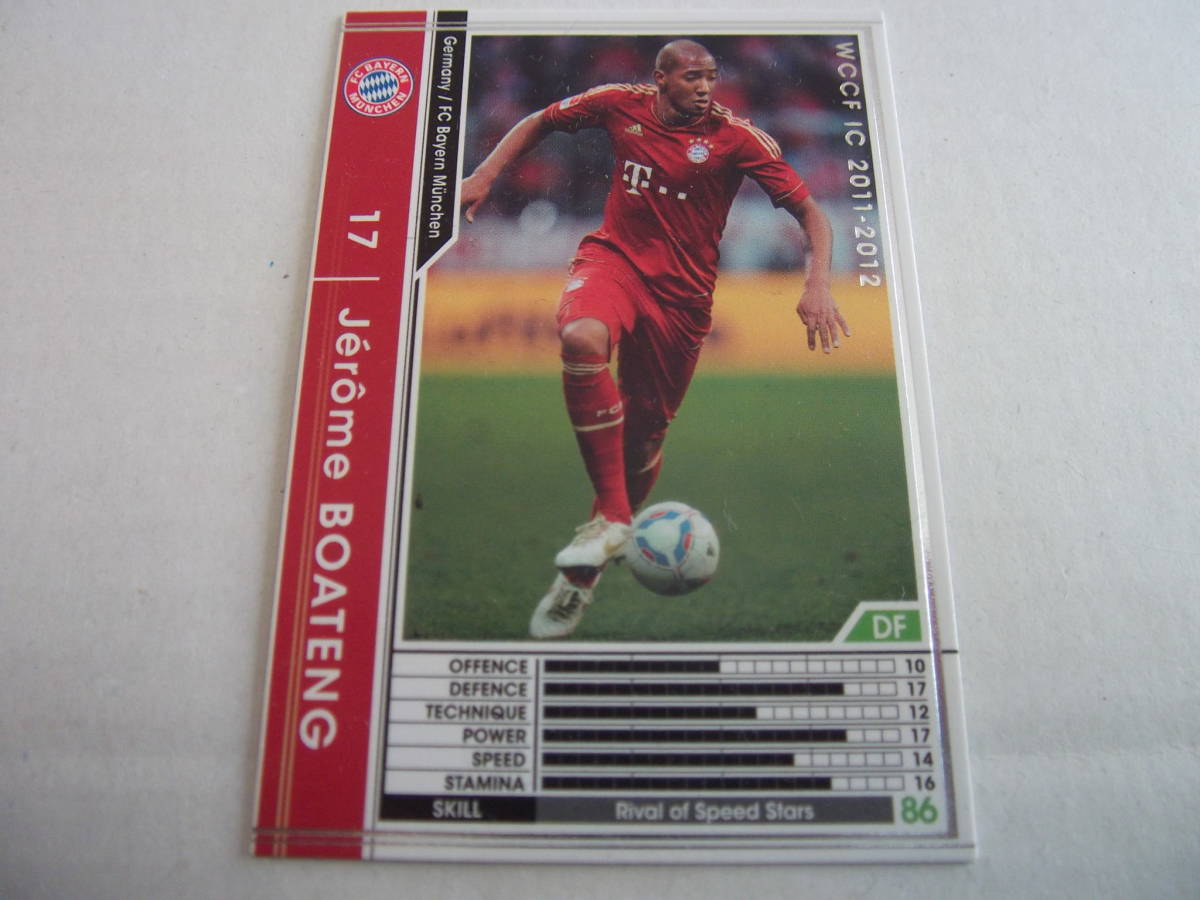 FC BAYERN
MÜNCHEN
Germany / FC Bayern München
17 Jérôme BOATENG
WCCF IC 2011-2012
adidas
T
FC
DF
OFFENCE 10
DEFENCE 17
TECHNIQUE 12
POWER 17
SPEED 14
STAMINA 16
SKILL Rival of Speed Stars 86